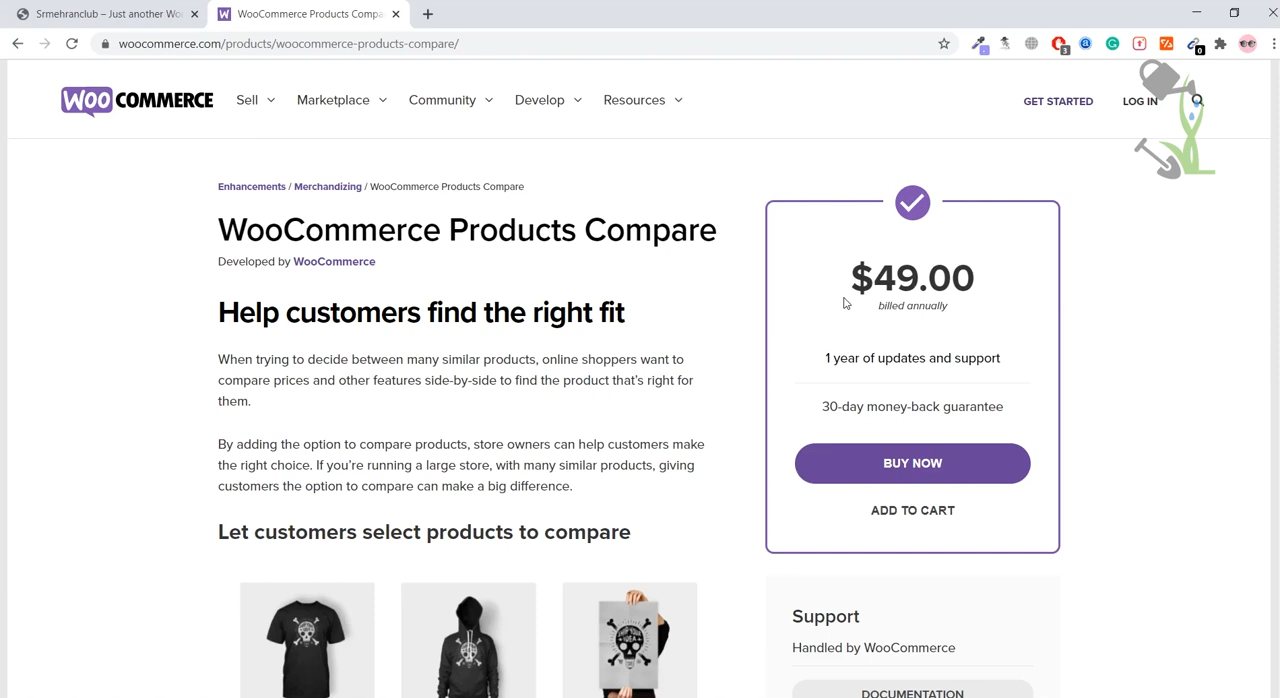 Srmehranclub – Just another Wo
WooCommerce Products Compa
woocommerce.com/products/woocommerce-products-compare/
3
0
WOOCOMMERCE
Sell
Marketplace
Community
Develop
Resources
GET STARTED
LOG IN
Enhancements / Merchandizing / WooCommerce Products Compare
WooCommerce Products Compare
Developed by WooCommerce
Help customers find the right fit
When trying to decide between many similar products, online shoppers want to
compare prices and other features side-by-side to find the product that's right for
them.
By adding the option to compare products, store owners can help customers make
the right choice. If you're running a large store, with many similar products, giving
customers the option to compare can make a big difference.
Let customers select products to compare
$49.00
billed annually
1 year of updates and support
30-day money-back guarantee
BUY NOW
ADD TO CART
Support
Handled by WooCommerce
DOCUMENTATION